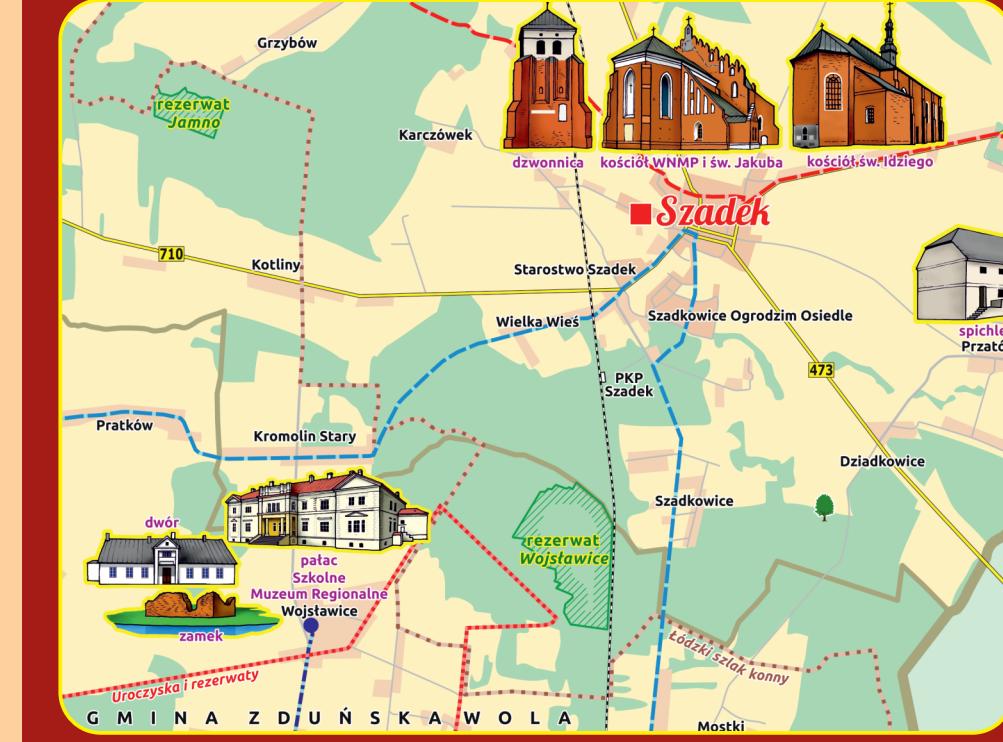 Grzybów
rezerwat
Jamno
Karczówek
dzwonnica
kościół WNMP i św. Jakuba
kościół św. Idziego
Szadek
710
Kotliny
Starostwo Szadek
Wielka Wieś
Szadkowice Ogrodzim Osiedle
PKP
Szadek
473
Pratków
Kromolin Stary
Dziadkowice
Szadkowice
dwór
pałac
Szkolne
Muzeum Regionalne
Wojsławice
zamek
rezerwat
Wojsławice
Łódzki szlak konny
Uroczyska i rezerwaty
GMINA ZDUŃSKA WOLA
Mostki